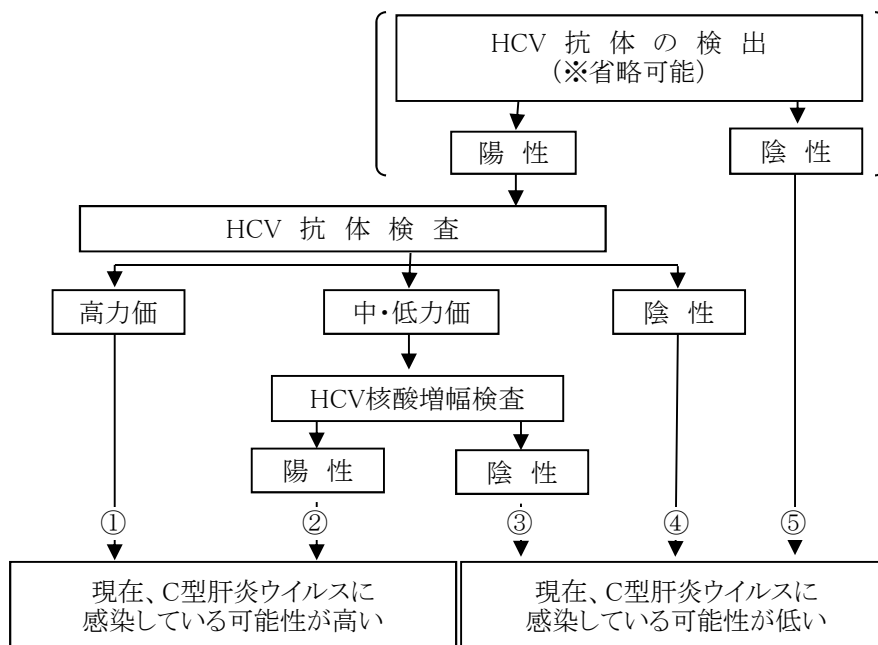 HCV 抗 体 の 検 出
（※省略可能）
陽 性
陰 性
HCV 抗 体 検 査
高力価
中・低力価
陰 性
HCV核酸増幅検査
陽 性
陰 性
①
②
③
④
⑤
現在、C型肝炎ウイルスに
感染している可能性が高い
現在、C型肝炎ウイルスに
感染している可能性が低い